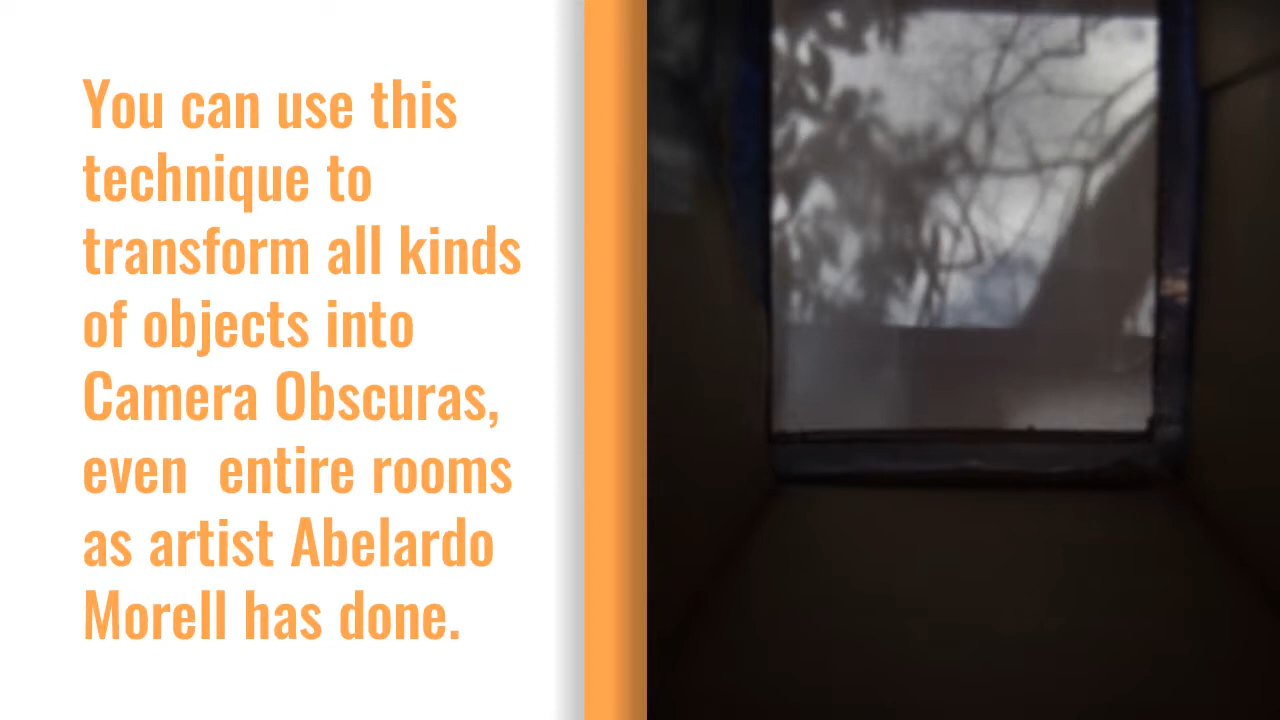 You can use this
technique to
transform all kinds
of objects into
Camera Obscuras,
even  entire rooms
as artist Abelardo
Morell has done.